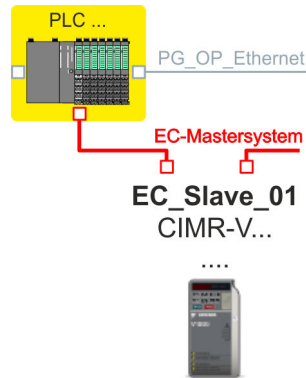 PLC ...
PG_OP_Ethernet
EC-Mastersystem
EC_Slave_01
CIMR-V...
....